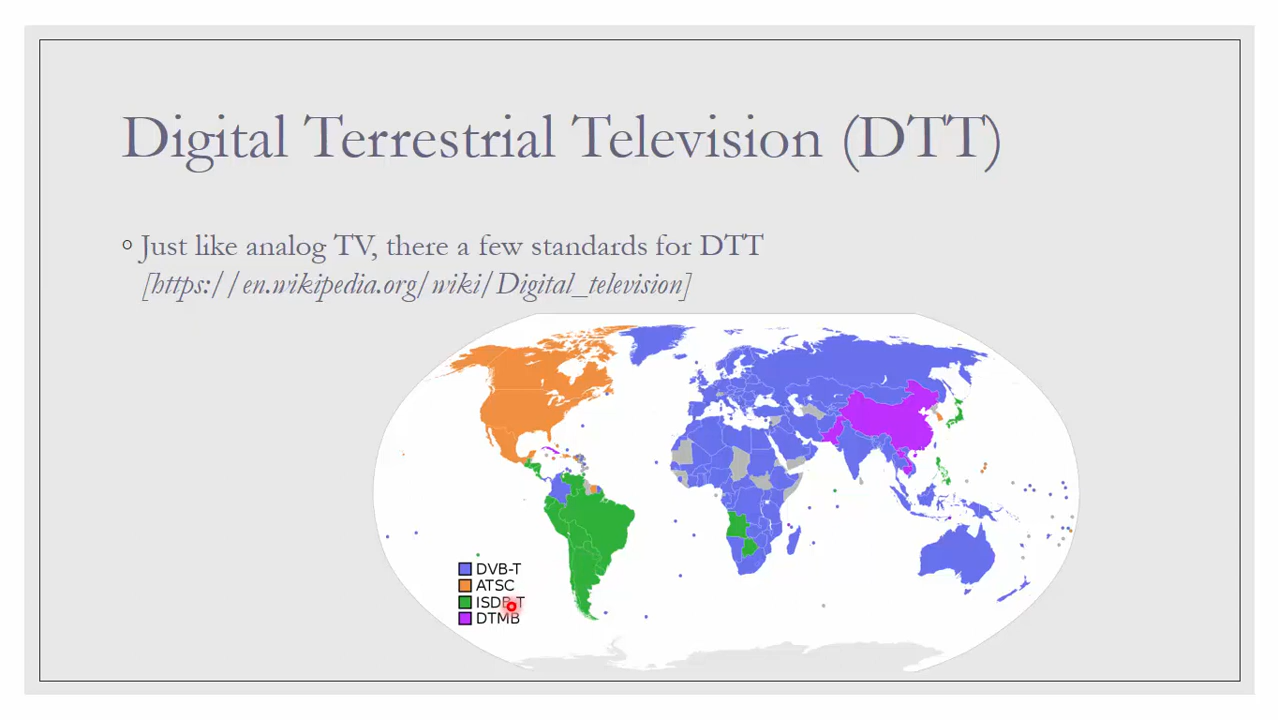 Digital Terrestrial Television (DTT)
Just like analog TV, there a few standards for DTT
[https://en.wikipedia.org/wiki/Digital_television]
DVB-T
ATSC
ISDB-T
DTMB